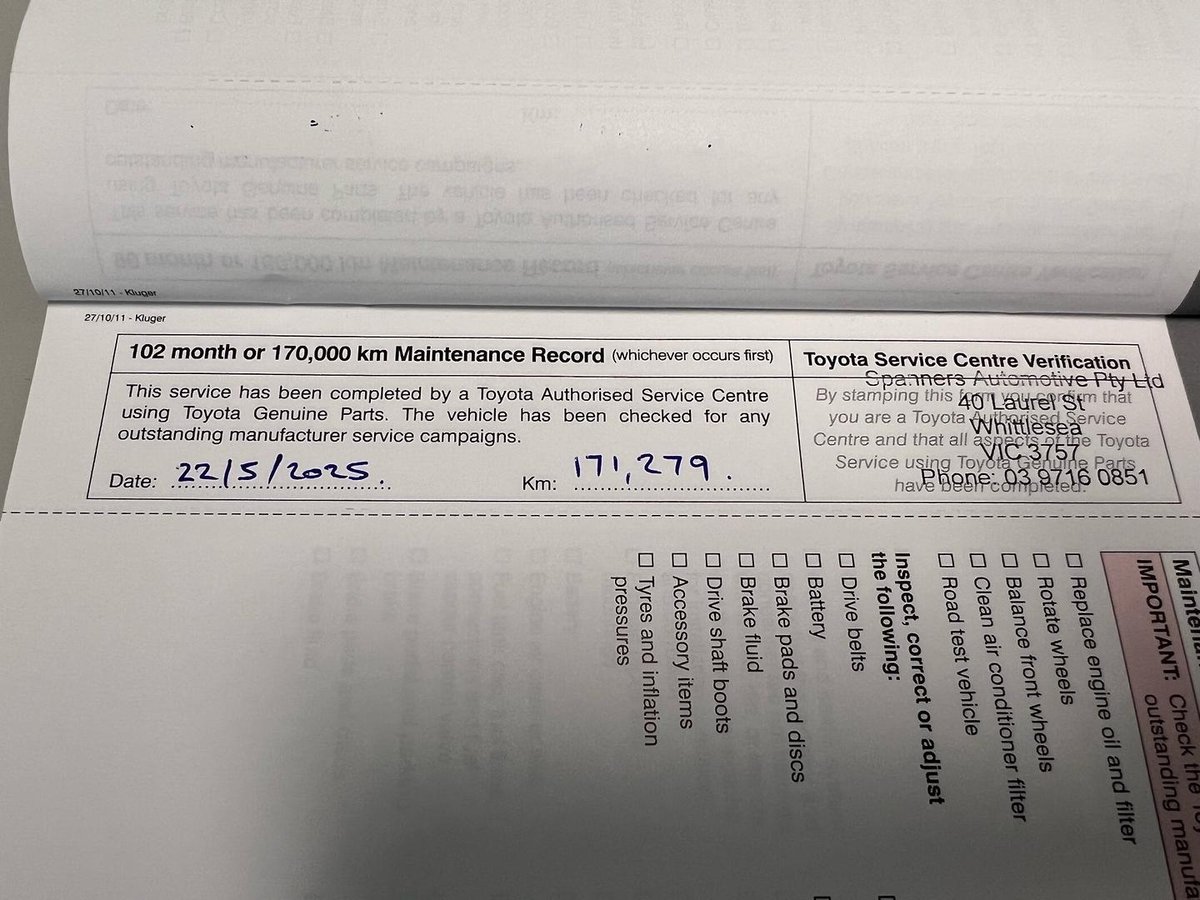 27/10/11 - Kluger
27/10/11 - Kluger
102 month or 170,000 km Maintenance Record (whichever occurs first)
This service has been completed by a Toyota Authorised Service Centre
using Toyota Genuine Parts. The vehicle has been checked for any
outstanding manufacturer service campaigns.
Date: 22/5/2025.
Km: 171,279.
Toyota Service Centre Verification
By stamping this form you confirm that
you are a Toyota Authorised Service
Centre and that all aspects of the Toyota
Service using Toyota Genuine Parts
have been completed.
Spanners Automotive Pty Ltd
40 Laurel St
Whittlesea
VIC 3757
Phone: 03 9716 0851
IMPORTANT: Check the
outstanding
☐ Replace engine oil and filter
☐ Rotate wheels
☐ Balance front wheels
☐ Clean air conditioner filter
☐ Road test vehicle
Inspect, correct or adjust
the following:
☐ Drive belts
☐ Battery
☐ Brake pads and discs
☐ Brake fluid
☐ Drive shaft boots
☐ Accessory items
☐ Tyres and inflation
pressures